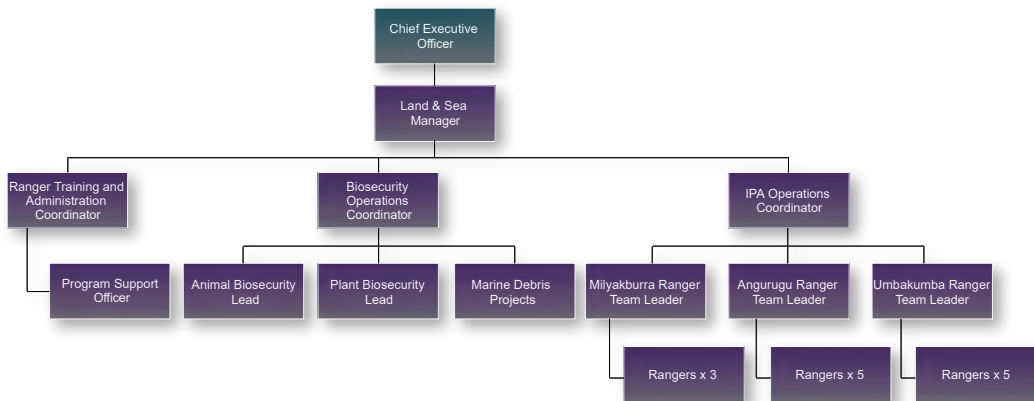 Chief Executive
Officer
Land & Sea
Manager
Ranger Training and
Administration
Coordinator
Biosecurity
Operations
Coordinator
IPA Operations
Coordinator
Program Support
Officer
Animal Biosecurity
Lead
Plant Biosecurity
Lead
Marine Debris
Projects
Milyakburra Ranger
Team Leader
Angurugu Ranger
Team Leader
Umbakumba Ranger
Team Leader
Rangers x 3
Rangers x 5
Rangers x 5